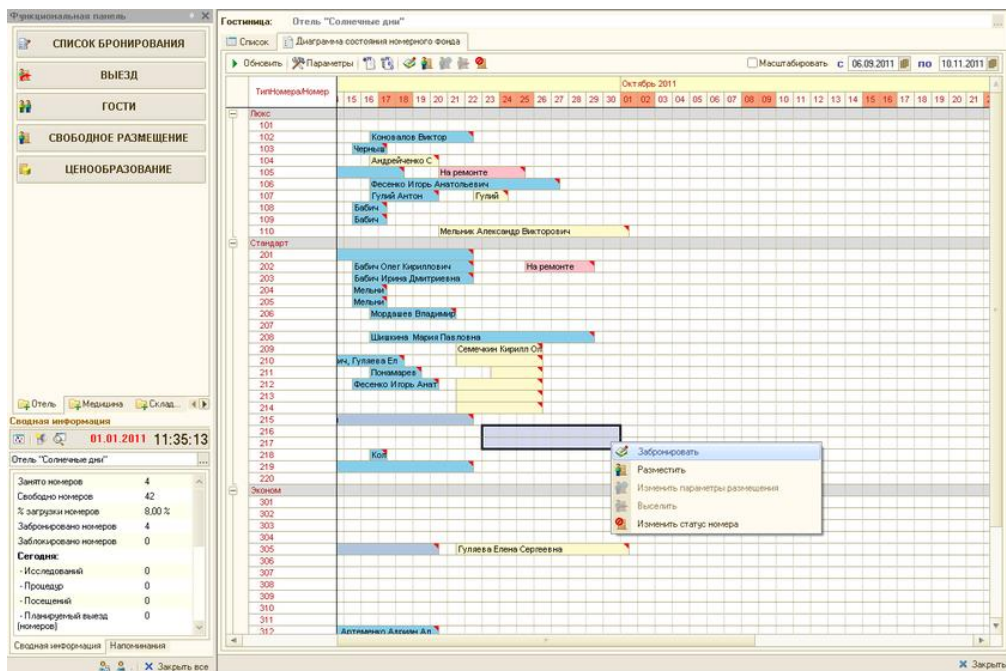 Функциональная панель
СПИСОК БРОНИРОВАНИЯ
ВЫЕЗД
ГОСТИ
СВОБОДНОЕ РАЗМЕЩЕНИЕ
ЦЕНООБРАЗОВАНИЕ
Отель Медицина Склад...
Сводная информация
01.01.2011 11:35:13
Отель "Солнечные дни"
Занято номеров 4
Свободно номеров 42
% загрузки номеров 8,00 %
Забронировано номеров 4
Заблокировано номеров 0
Сегодня:
- Исследований 0
- Процедур 0
- Посещений 0
- Планируемый выезд 0
(номеров)
Сводная информация Напоминания
Закрыть все
Гостиница: Отель "Солнечные дни"
Список Диаграмма состояния номерного фонда
Обновить Параметры Масштабировать с 06.09.2011 по 10.11.2011
ТипНомера/Номер Октябрь 2011
15 16 17 18 19 20 21 22 23 24 25 26 27 28 29 30 01 02 03 04 05 06 07 08 09 10 11 12 13 14 15 16 17 18 19 20 21
Люкс
101
102 Коновалов Виктор
103 Черныш
104 Андрейченко С
105 На ремонте
106 Фесенко Игорь Анатольевич
107 Гулий Антон Гулий
108 Бабич
109 Бабич
110 Мельник Александр Викторович
Стандарт
201
202 Бабич Олег Кириллович На ремонте
203 Бабич Ирина Дмитриевна
204 Мельни
205 Мельни
206 Мордашев Владимир
207
208 Шишкина Мария Павловна
209 Семечкин Кирилл Ол
210 ич, Гуляева Ел
211 Пономарев
212 Фесенко Игорь Анат
213
214
215
216
217
218 Кол
219
220
Забронировать
Разместить
Изменить параметры размещения
Выселить
Изменить статус номера
Эконом
301
302
303
304
305 Гуляева Елена Сергеевна
306
307
308
309
310
311
312 Артеменко Адриан Ал
Закрыть